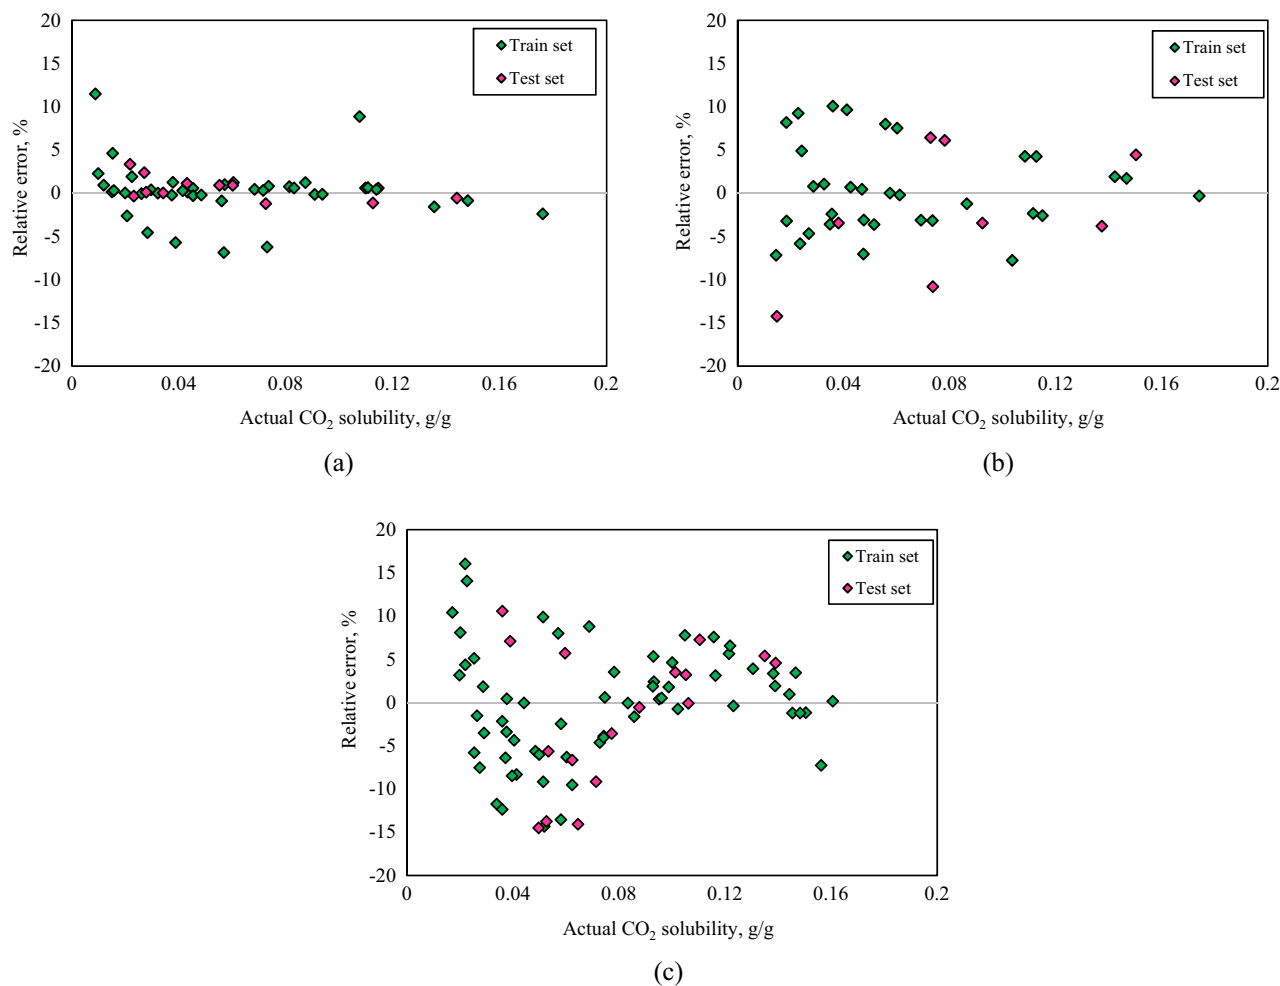 20
15
10
5
0
-5
-10
-15
-20
Relative error, %
0 0.04 0.08 0.12 0.16 0.2
Actual CO2 solubility, g/g
Train set
Test set
(a)
20
15
10
5
0
-5
-10
-15
-20
Relative error, %
0 0.04 0.08 0.12 0.16 0.2
Actual CO2 solubility, g/g
Train set
Test set
(b)
20
15
10
5
0
-5
-10
-15
-20
Relative error, %
0 0.04 0.08 0.12 0.16 0.2
Actual CO2 solubility, g/g
Train set
Test set
(c)